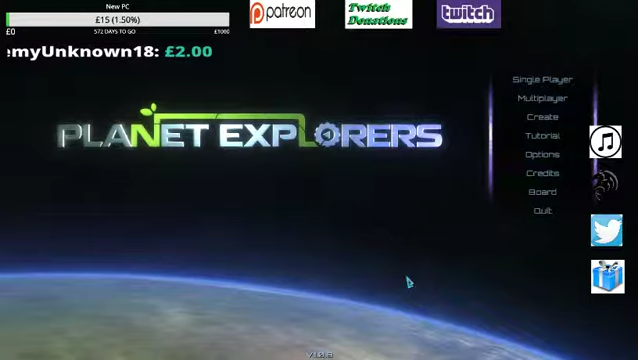 New PC
£15 (1.50%)
£0
572 DAYS TO GO
£1000
emyUnknown18: £2.00
patreon
Twitch
Donations
twitch
PLANET EXPLORERS
Single Player
Multiplayer
Create
Tutorial
Options
Credits
Board
Quit